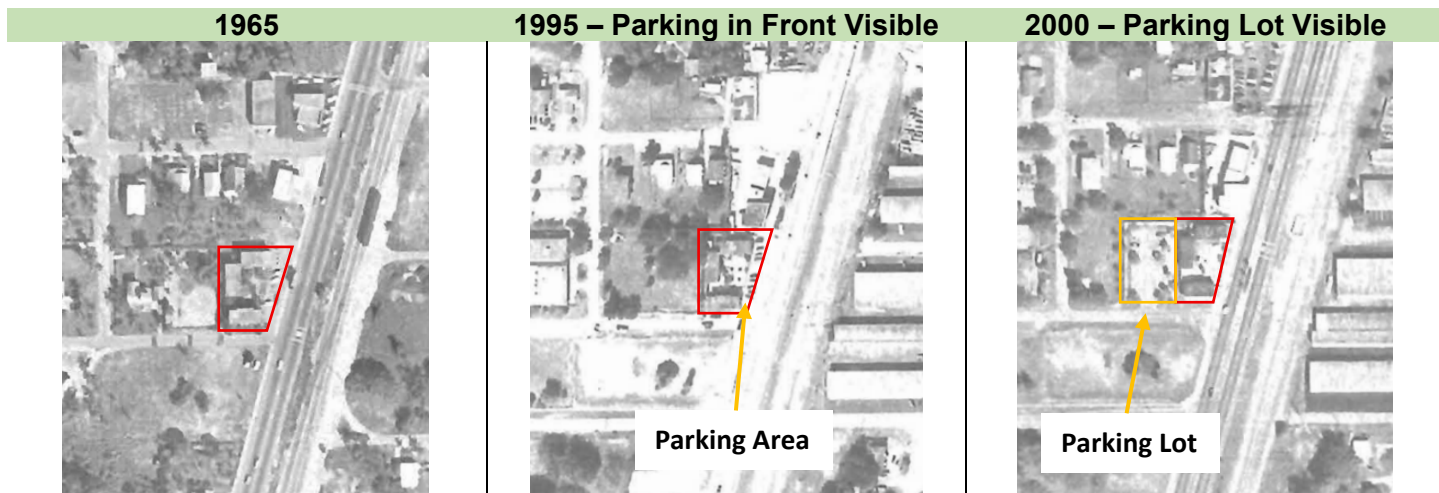 1965
1995 – Parking in Front Visible
2000 – Parking Lot Visible
Parking Area
Parking Lot